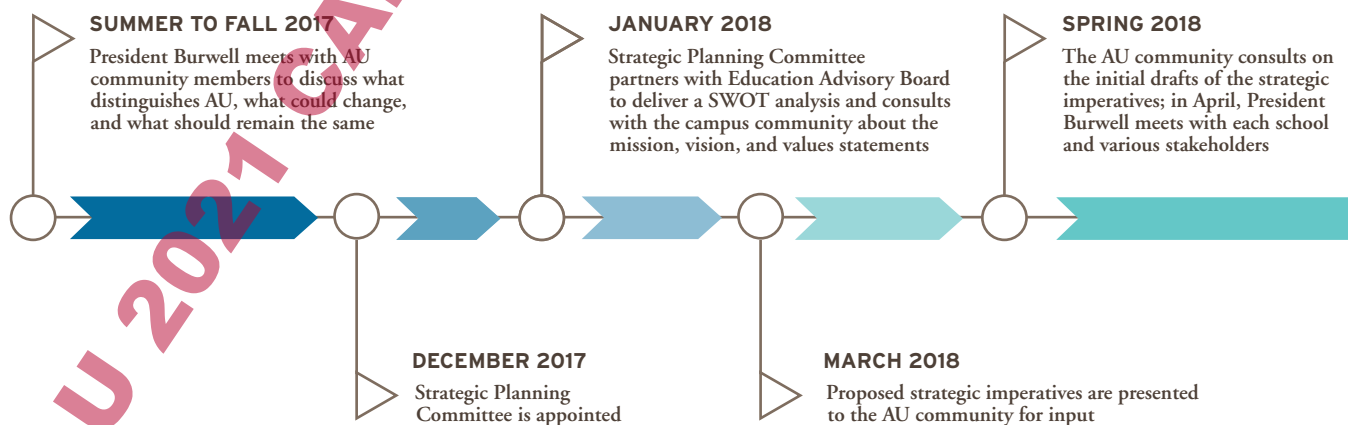 SUMMER TO FALL 2017
President Burwell meets with AU
community members to discuss what
distinguishes AU, what could change,
and what should remain the same
DECEMBER 2017
Strategic Planning
Committee is appointed
JANUARY 2018
Strategic Planning Committee
partners with Education Advisory Board
to deliver a SWOT analysis and consults
with the campus community about the
mission, vision, and values statements
MARCH 2018
Proposed strategic imperatives are presented
to the AU community for input
SPRING 2018
The AU community consults on
the initial drafts of the strategic
imperatives; in April, President
Burwell meets with each school
and various stakeholders
U 2021 CA